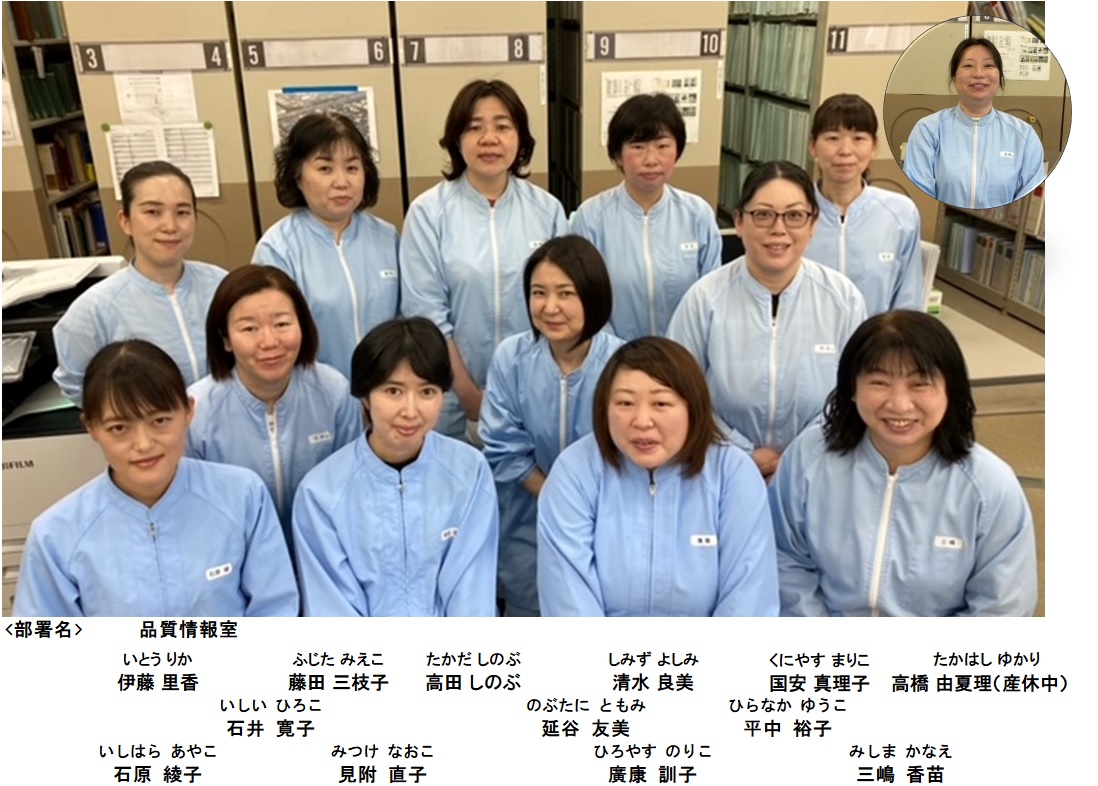 3 4
5 6
7 8
9 10
11
FUJIFILM
石原 綾
三嶋
<部署名> 品質情報室
いとう りか ふじた みえこ たかだ しのぶ しみず よしみ くにやす まりこ たかはし ゆかり
伊藤 里香 藤田 三枝子 高田 しのぶ 清水 良美 国安 真理子 高橋 由夏理(産休中)
いしい ひろこ のぶたに ともみ ひらなか ゆうこ
石井 寛子 延谷 友美 平中 裕子
いしはら あやこ みつけ なおこ ひろやす のりこ みしま かなえ
石原 綾子 見附 直子 廣康 訓子 三嶋 香苗